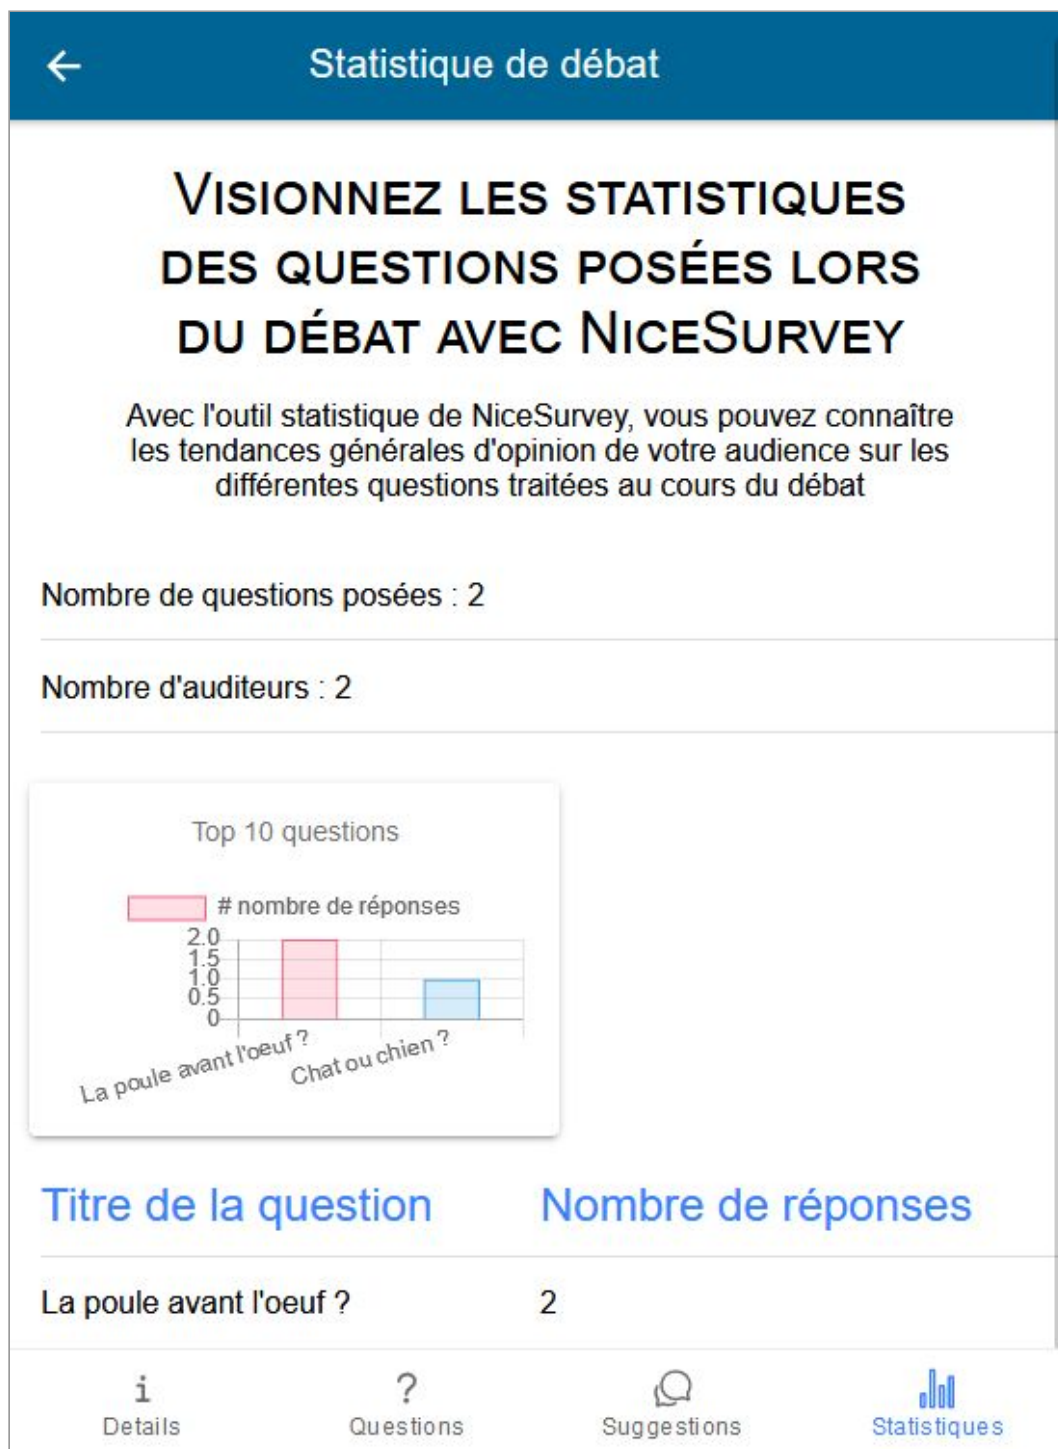 Statistique de débat
Visionnez les statistiques
des questions posées lors
du débat avec NiceSurvey
Avec l'outil statistique de NiceSurvey, vous pouvez connaître
les tendances générales d'opinion de votre audience sur les
différentes questions traitées au cours du débat
Nombre de questions posées : 2
Nombre d'auditeurs : 2
Top 10 questions
# nombre de réponses
2.0
1.5
1.0
0.5
0
La poule avant l'oeuf ?
Chat ou chien ?
Titre de la question Nombre de réponses
La poule avant l'oeuf ? 2
Details Questions Suggestions Statistiques